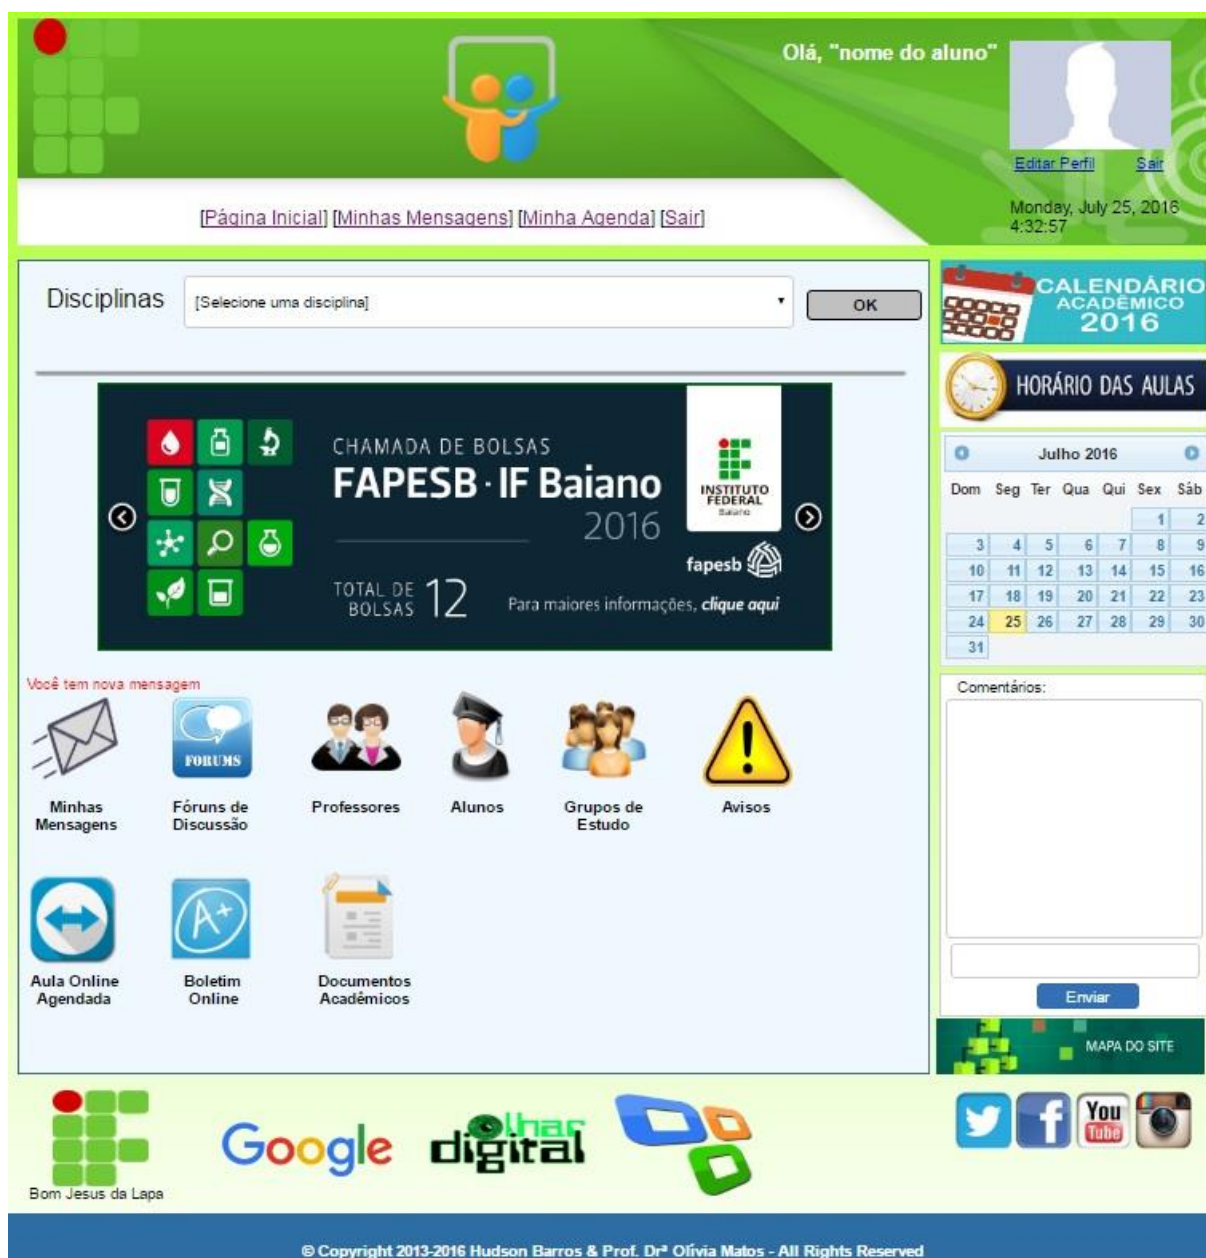 Olá, "nome do aluno"
Editar Perfil Sair
[Página Inicial] [Minhas Mensagens] [Minha Agenda] [Sair]
Monday, July 25, 2016
4:32:57
Disciplinas [Selecione uma disciplina] OK
CHAMADA DE BOLSAS
FAPESB · IF Baiano
2016
TOTAL DE
BOLSAS 12
Para maiores informações, clique aqui
INSTITUTO
FEDERAL
Baiano
fapesb
Você tem nova mensagem
FORUMS
Minhas
Mensagens
Fóruns de
Discussão
Professores
Alunos
Grupos de
Estudo
Avisos
A+
Aula Online
Agendada
Boletim
Online
Documentos
Acadêmicos
CALENDÁRIO
ACADÊMICO
2016
HORÁRIO DAS AULAS
Julho 2016
Dom Seg Ter Qua Qui Sex Sáb
1 2
3 4 5 6 7 8 9
10 11 12 13 14 15 16
17 18 19 20 21 22 23
24 25 26 27 28 29 30
31
Comentários:
Enviar
MAPA DO SITE
Bom Jesus da Lapa
Google
olhar
digital
You
Tube
© Copyright 2013-2016 Hudson Barros & Prof. Drª Olívia Matos - All Rights Reserved